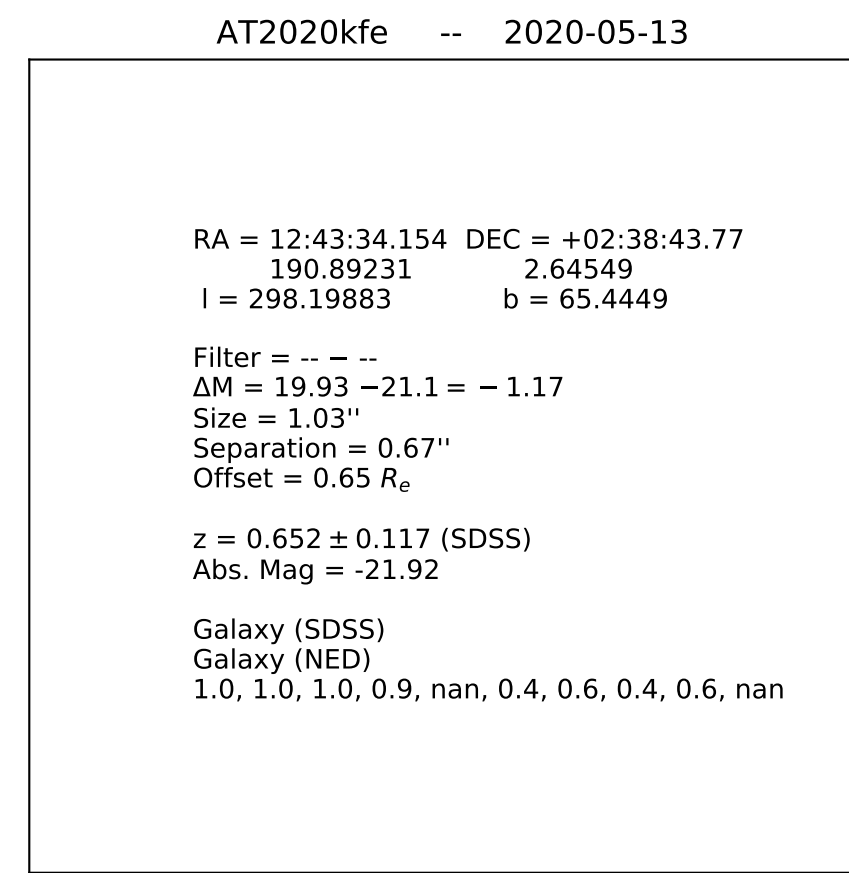 AT2020kfe -- 2020-05-13
RA = 12:43:34.154 DEC = +02:38:43.77
190.89231 2.64549
l = 298.19883 b = 65.4449
Filter = -- − --
ΔM = 19.93 −21.1 = − 1.17
Size = 1.03''
Separation = 0.67''
Offset = 0.65 Rₑ
z = 0.652 ± 0.117 (SDSS)
Abs. Mag = -21.92
Galaxy (SDSS)
Galaxy (NED)
1.0, 1.0, 1.0, 0.9, nan, 0.4, 0.6, 0.4, 0.6, nan